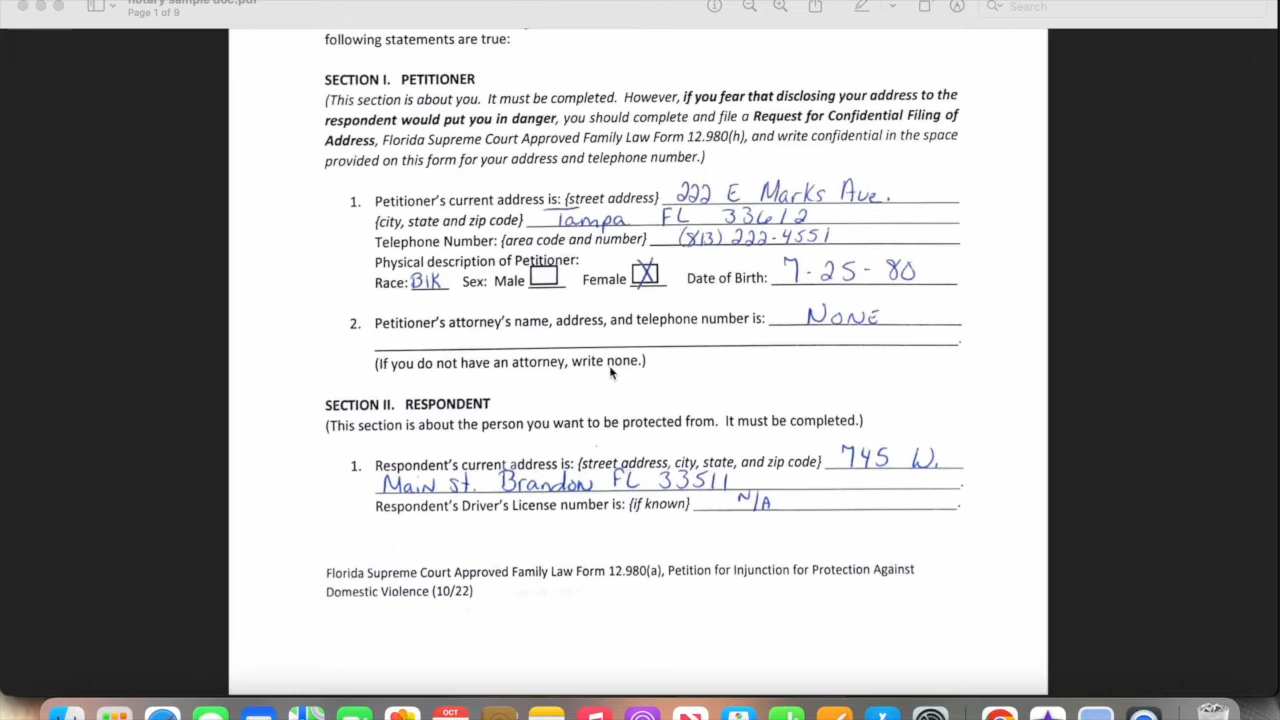 notary sample doc.pdf
Page 1 of 9
Search
following statements are true:
SECTION I. PETITIONER
(This section is about you. It must be completed. However, if you fear that disclosing your address to the
respondent would put you in danger, you should complete and file a Request for Confidential Filing of
Address, Florida Supreme Court Approved Family Law Form 12.980(h), and write confidential in the space
provided on this form for your address and telephone number.)
1. Petitioner's current address is: {street address} 222 E Marks Ave.
{city, state and zip code} Tampa FL 33612
Telephone Number: {area code and number} (813) 222-4551
Physical description of Petitioner:
Race: Blk Sex: Male Female X Date of Birth: 7-25-80
2. Petitioner's attorney's name, address, and telephone number is: NONE
(If you do not have an attorney, write none.)
SECTION II. RESPONDENT
(This section is about the person you want to be protected from. It must be completed.)
1. Respondent's current address is: {street address, city, state, and zip code} 745 W.
Main St. Brandon FL 33511
Respondent's Driver's License number is: {if known} N/A
Florida Supreme Court Approved Family Law Form 12.980(a), Petition for Injunction for Protection Against
Domestic Violence (10/22)
OCT